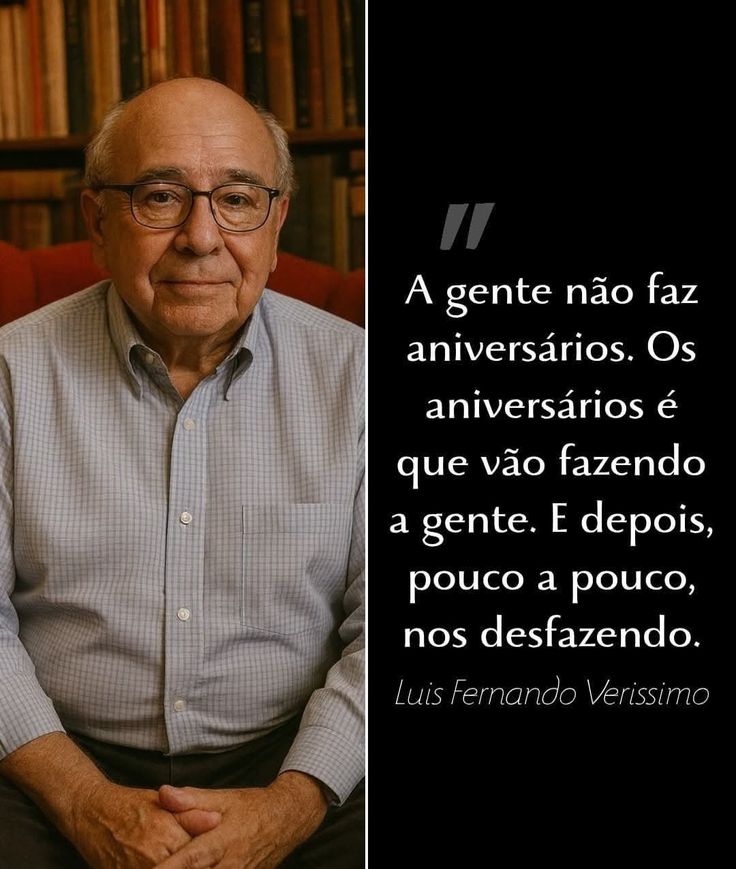 "
A gente não faz
aniversários. Os
aniversários é
que vão fazendo
a gente. E depois,
pouco a pouco,
nos desfazendo.
Luis Fernando Verissimo